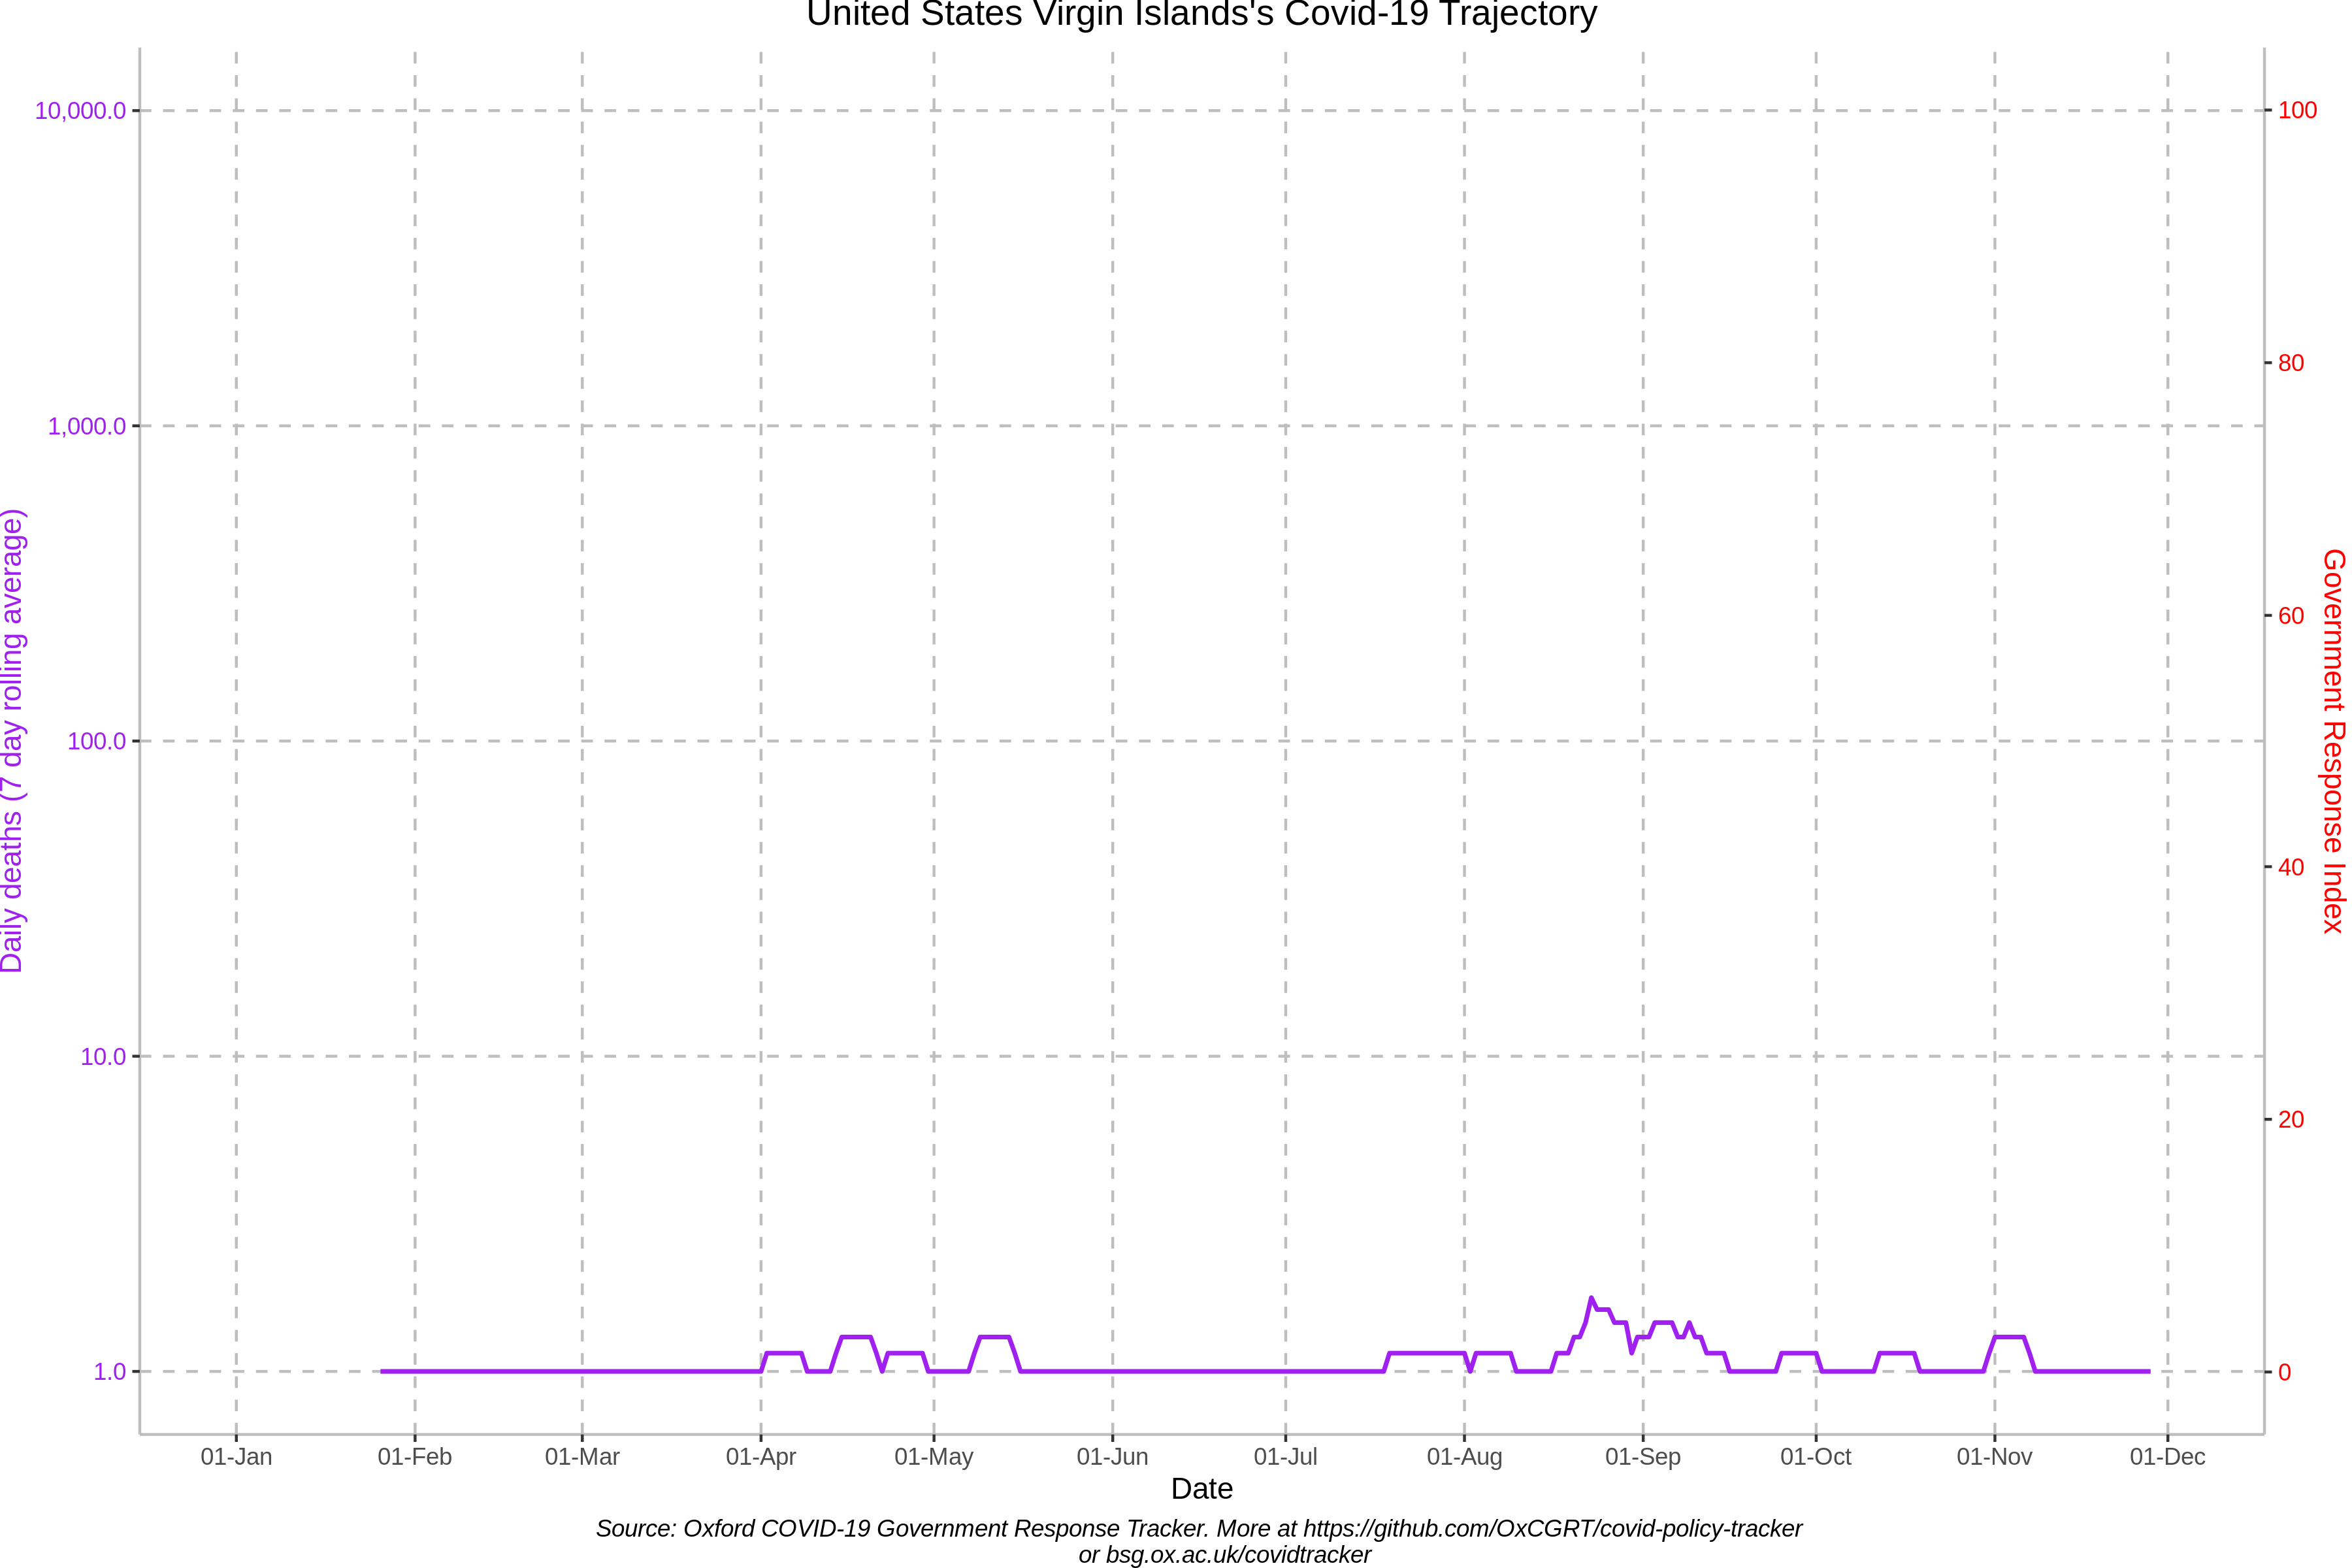 United States Virgin Islands's Covid-19 Trajectory
10,000.0
1,000.0
100.0
10.0
1.0
Daily deaths (7 day rolling average)
100
80
60
40
20
0
Government Response Index
01-Jan 01-Feb 01-Mar 01-Apr 01-May 01-Jun 01-Jul 01-Aug 01-Sep 01-Oct 01-Nov 01-Dec
Date
Source: Oxford COVID-19 Government Response Tracker. More at https://github.com/OxCGRT/covid-policy-tracker
or bsg.ox.ac.uk/covidtracker